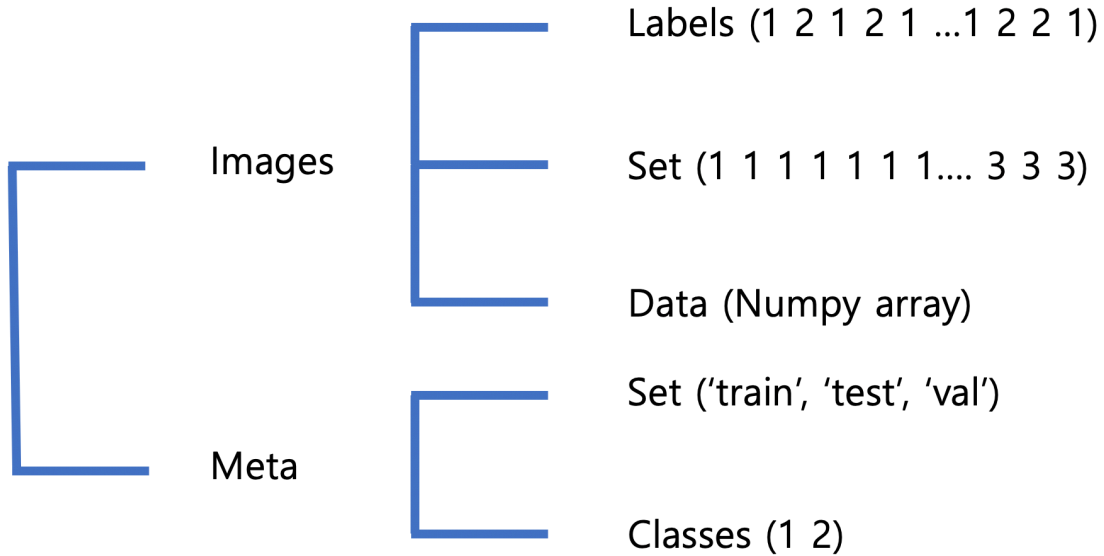 Labels (1 2 1 2 1 ...1 2 2 1)
Images
Set (1 1 1 1 1 1 1.... 3 3 3)
Data (Numpy array)
Set (‘train’, ‘test’, ‘val’)
Meta
Classes (1 2)